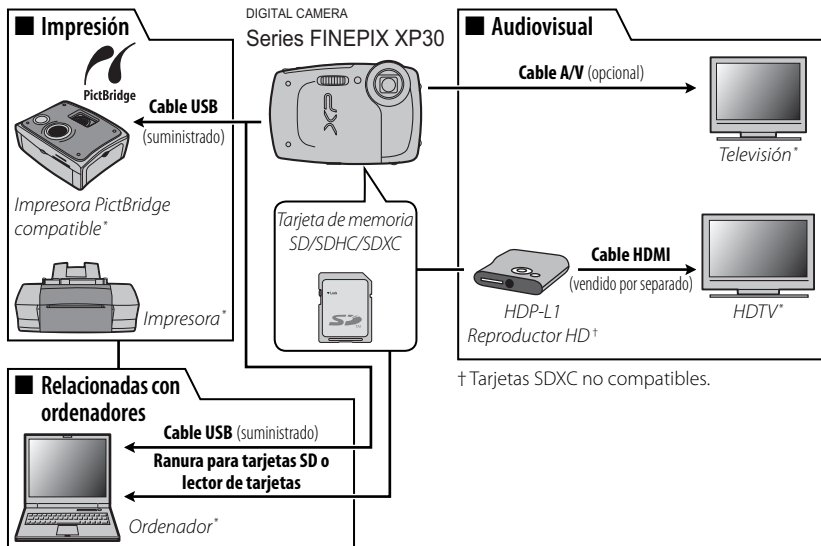 DIGITAL CAMERA
Series FINEPIX XP30
■ Impresión
PictBridge
Cable USB
(suministrado)
Impresora PictBridge
compatible*
Impresora*
XP
Tarjeta de memoria
SD/SDHC/SDXC
SD
■ Audiovisual
Cable A/V (opcional)
Televisión*
Cable HDMI
(vendido por separado)
HDP-L1
Reproductor HD†
HDTV*
† Tarjetas SDXC no compatibles.
■ Relacionadas con
ordenadores
Cable USB (suministrado)
Ranura para tarjetas SD o
lector de tarjetas
Ordenador*